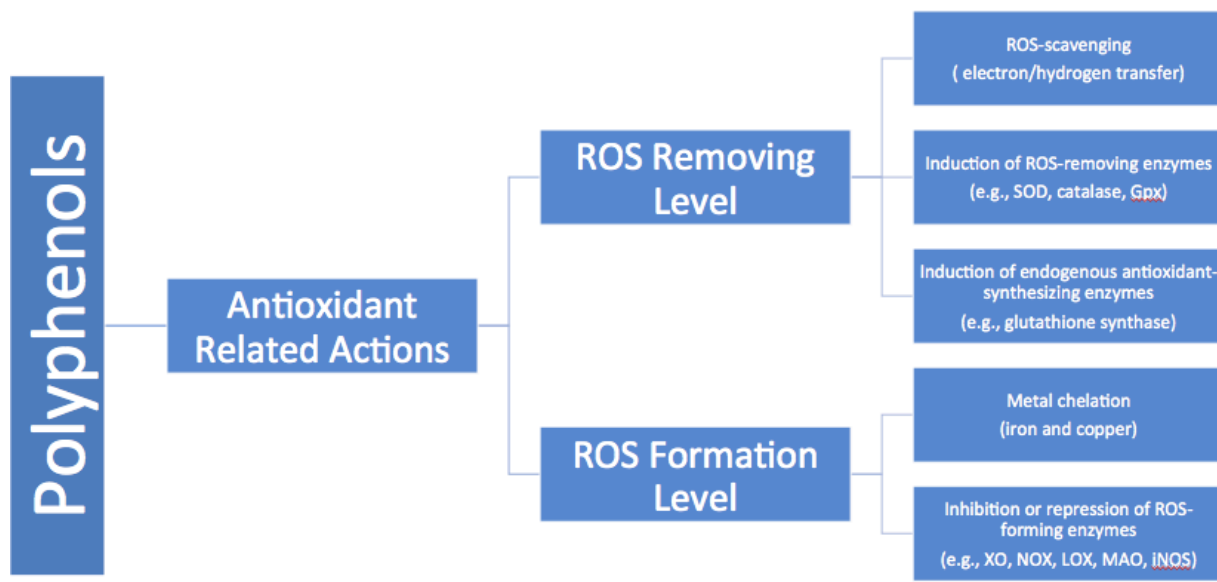 Polyphenols
Antioxidant
Related Actions
ROS Removing
Level
ROS-scavenging
( electron/hydrogen transfer)
Induction of ROS-removing enzymes
(e.g., SOD, catalase, Gpx)
Induction of endogenous antioxidant-
synthesizing enzymes
(e.g., glutathione synthase)
ROS Formation
Level
Metal chelation
(iron and copper)
Inhibition or repression of ROS-
forming enzymes
(e.g., XO, NOX, LOX, MAO, iNOS)